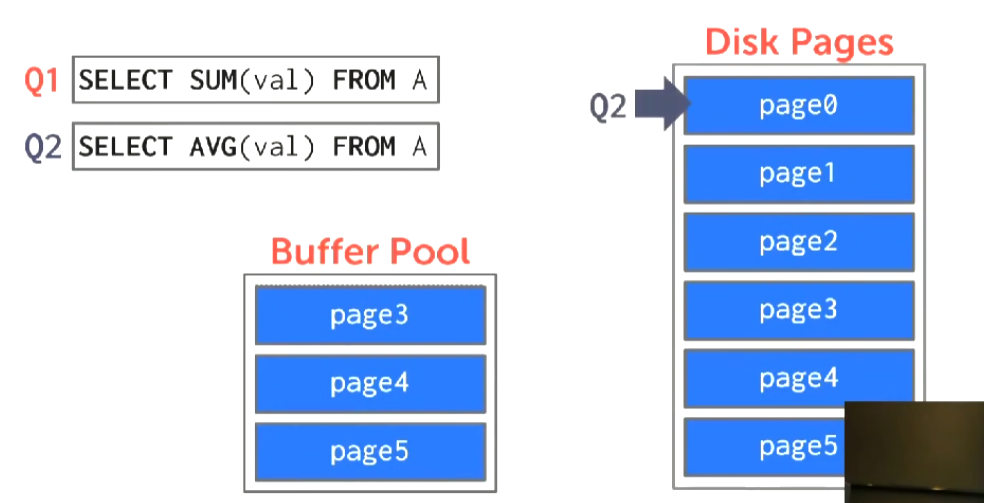 Q1 SELECT SUM(val) FROM A
Q2 SELECT AVG(val) FROM A
Buffer Pool
page3
page4
page5
Disk Pages
Q2
page0
page1
page2
page3
page4
page5